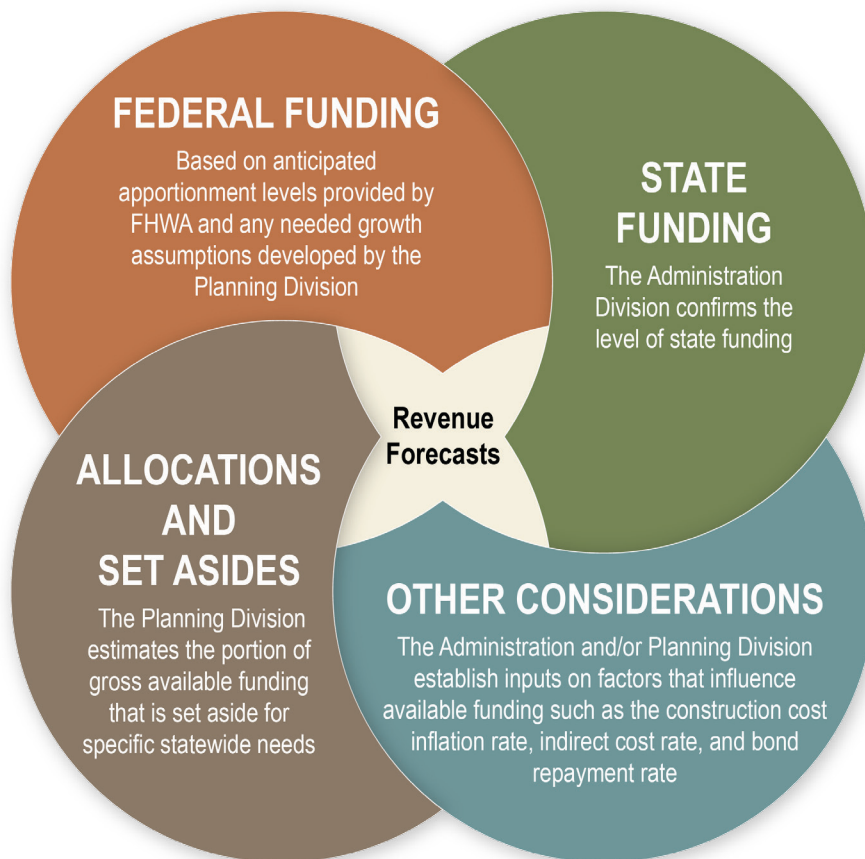 FEDERAL FUNDING
Based on anticipated
apportionment levels provided by
FHWA and any needed growth
assumptions developed by the
Planning Division
STATE
FUNDING
The Administration
Division confirms the
level of state funding
Revenue
Forecasts
ALLOCATIONS
AND
SET ASIDES
The Planning Division
estimates the portion of
gross available funding
that is set aside for
specific statewide needs
OTHER CONSIDERATIONS
The Administration and/or Planning Division
establish inputs on factors that influence
available funding such as the construction cost
inflation rate, indirect cost rate, and bond
repayment rate